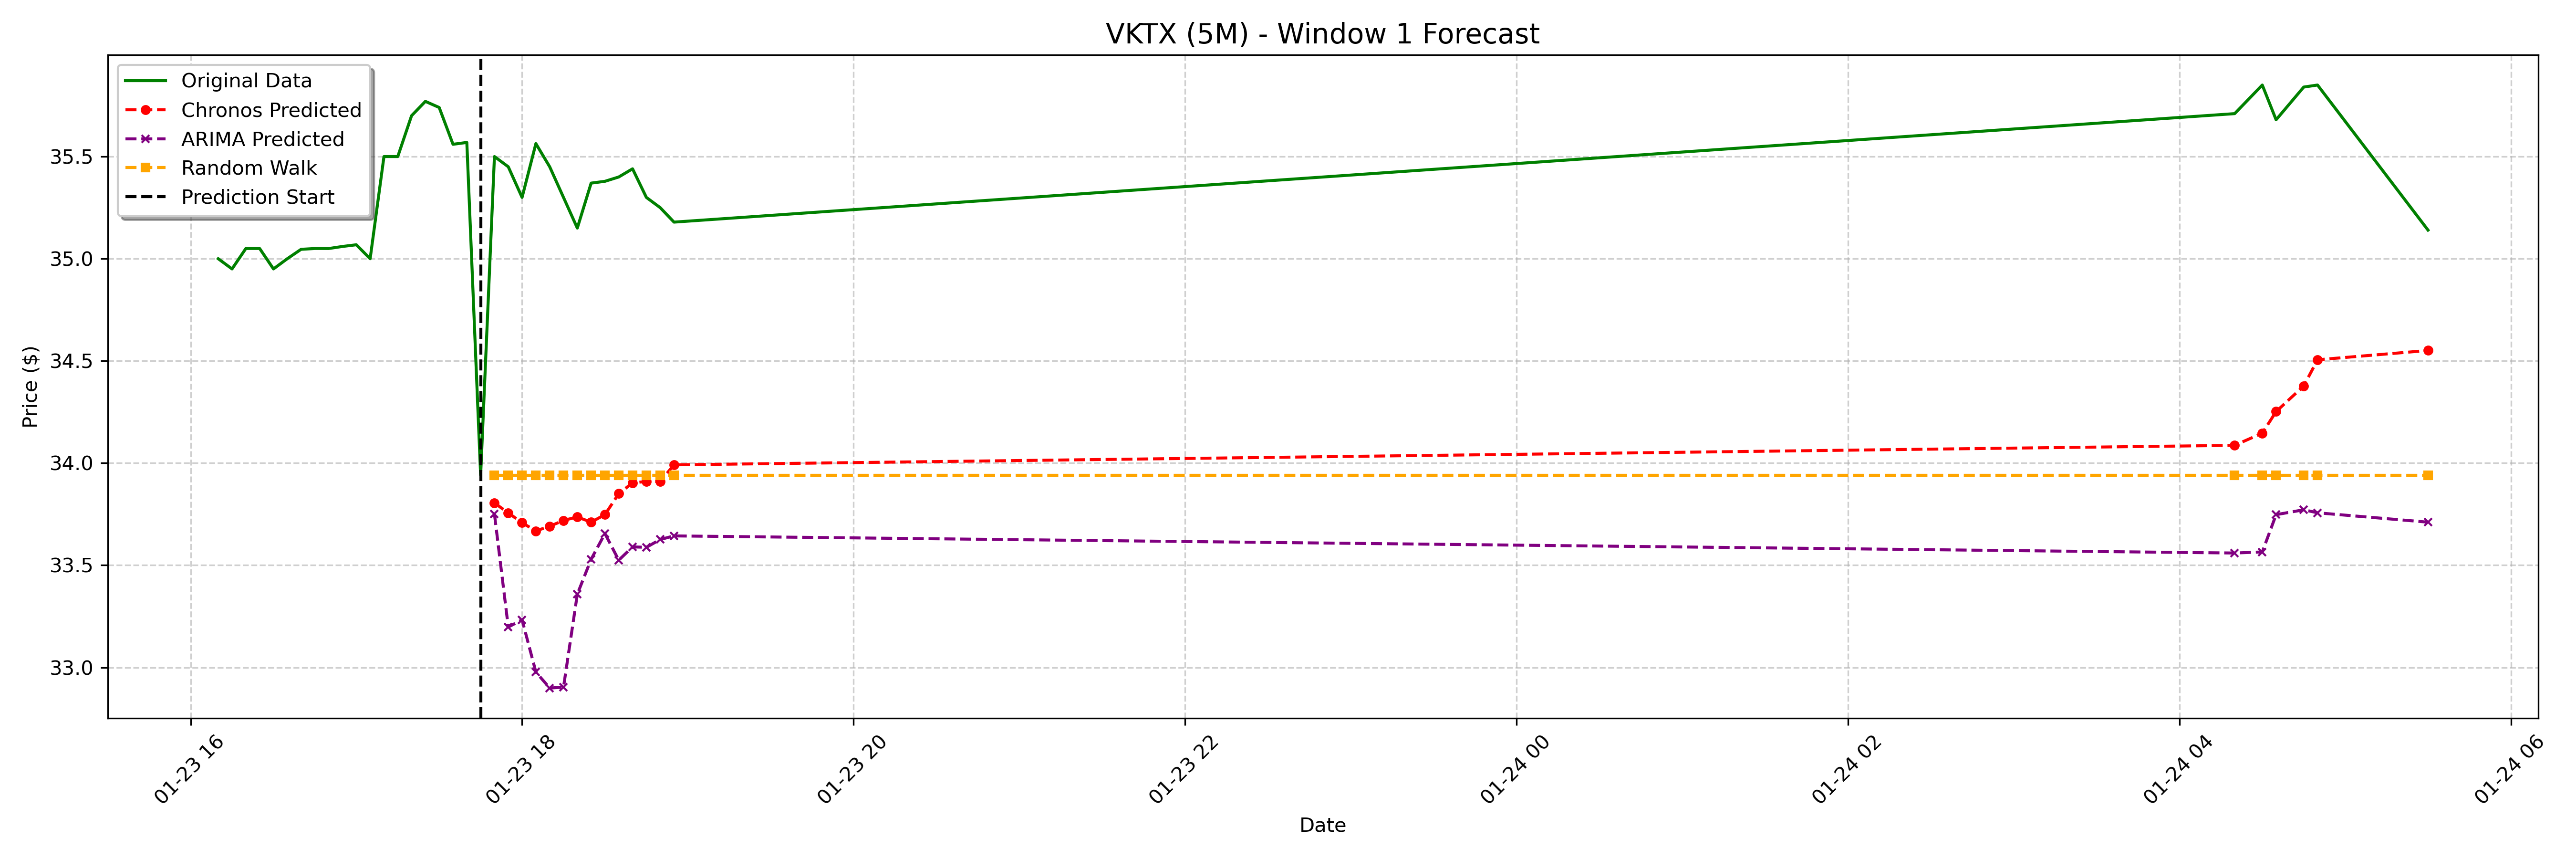 VKTX (5M) - Window 1 Forecast
Original Data
Chronos Predicted
ARIMA Predicted
Random Walk
Prediction Start
Price ($)
35.5
35.0
34.5
34.0
33.5
33.0
01-23 16
01-23 18
01-23 20
01-23 22
01-24 00
01-24 02
01-24 04
01-24 06
Date